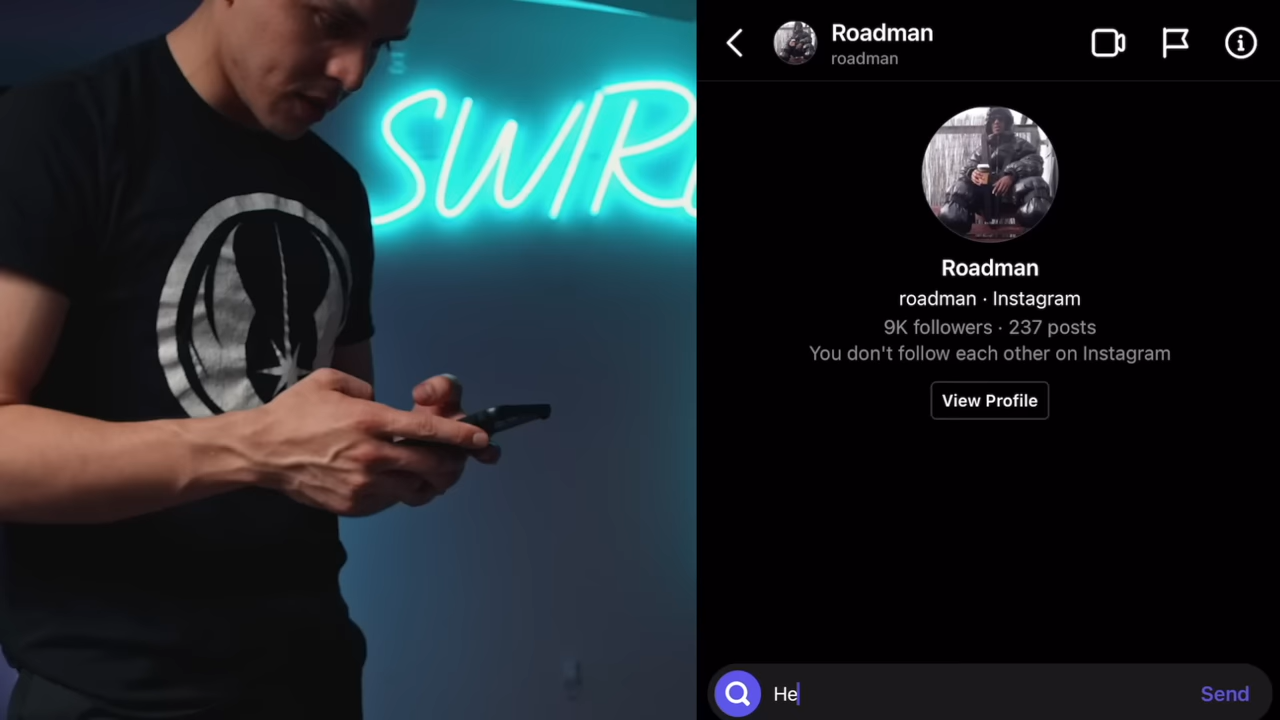 Roadman
roadman
Roadman
roadman · Instagram
9K followers · 237 posts
You don't follow each other on Instagram
View Profile
He
Send